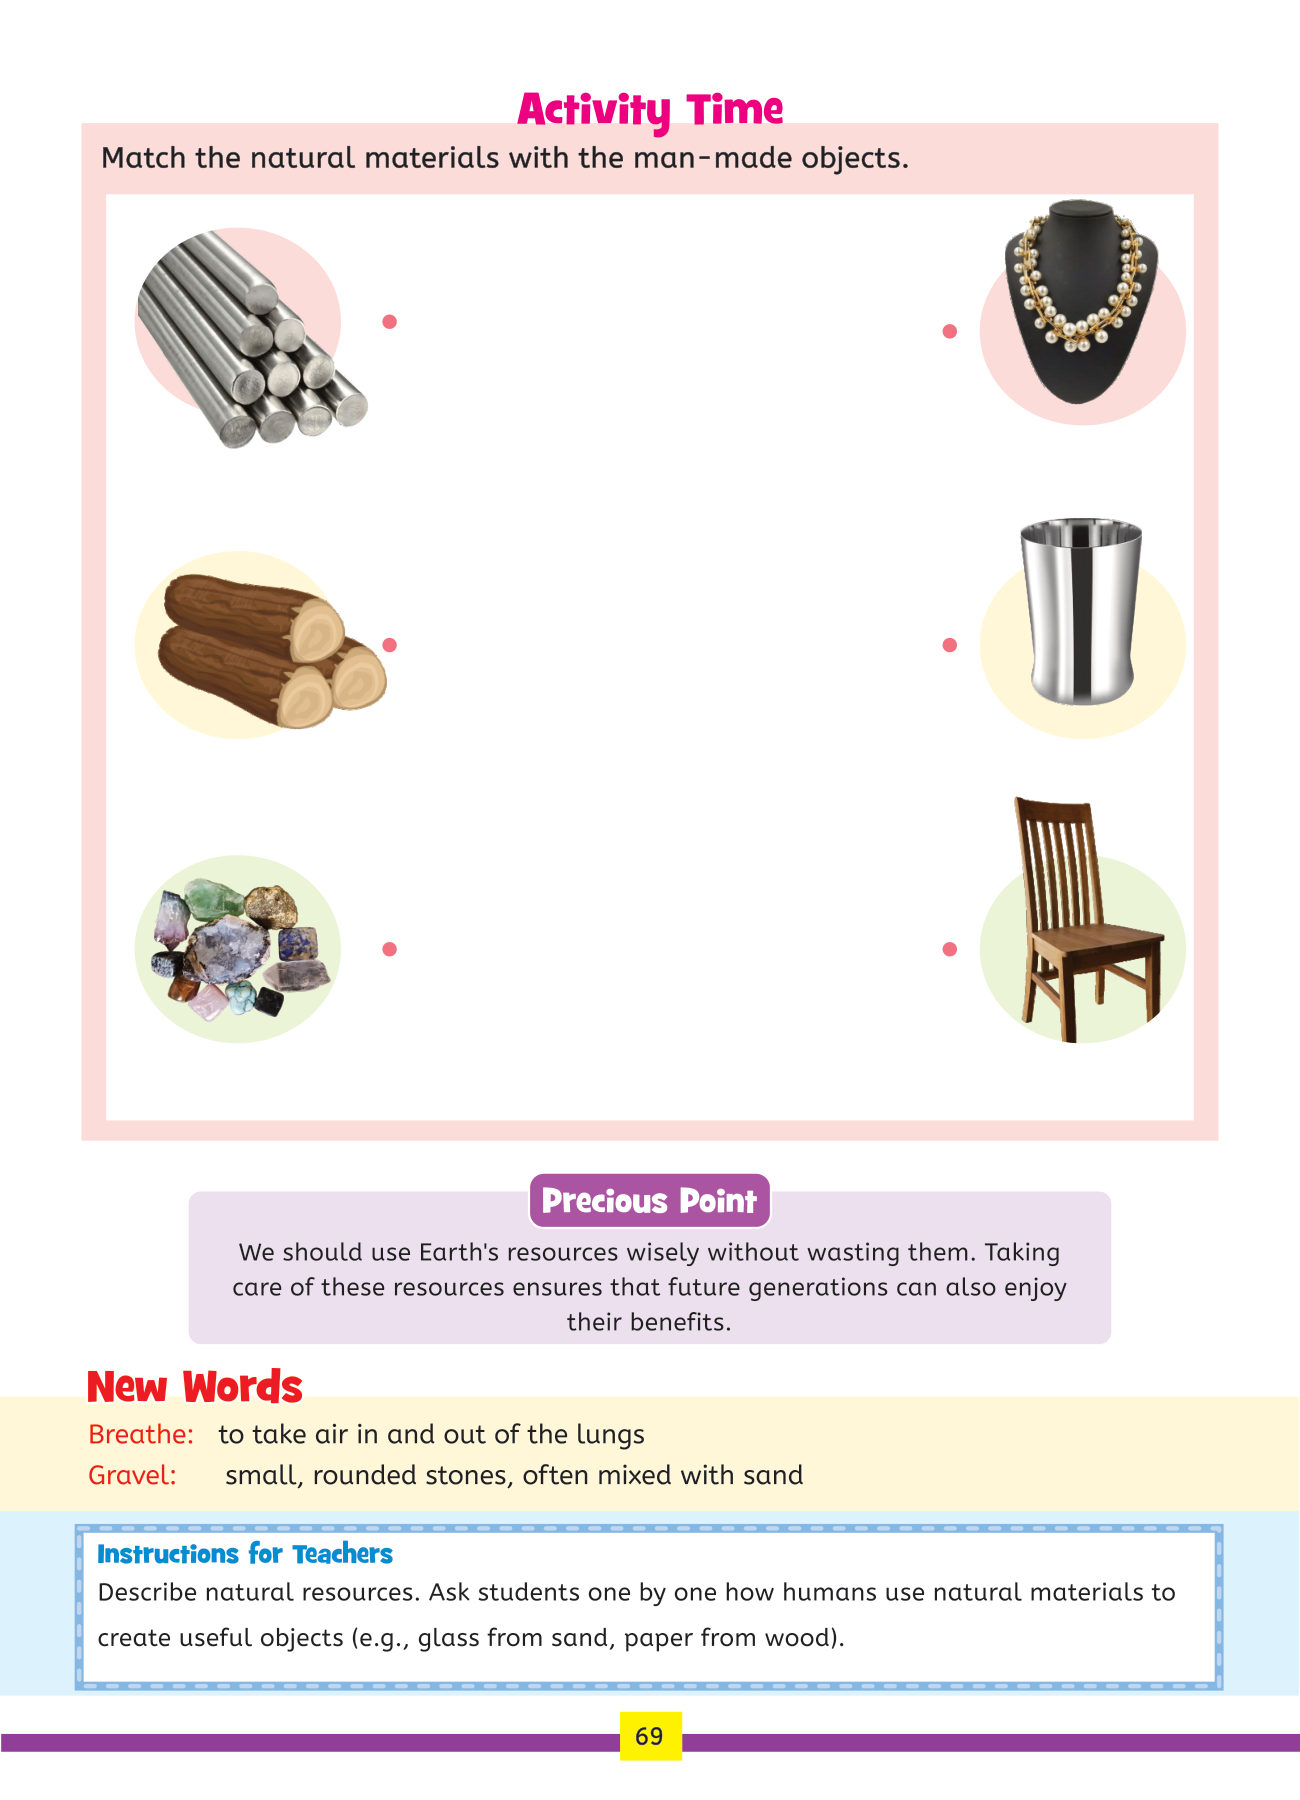 Activity Time
Match the natural materials with the man-made objects.
Precious Point
We should use Earth's resources wisely without wasting them. Taking
care of these resources ensures that future generations can also enjoy
their benefits.
New Words
Breathe: to take air in and out of the lungs
Gravel: small, rounded stones, often mixed with sand
Instructions for Teachers
Describe natural resources. Ask students one by one how humans use natural materials to
create useful objects (e.g., glass from sand, paper from wood).
69